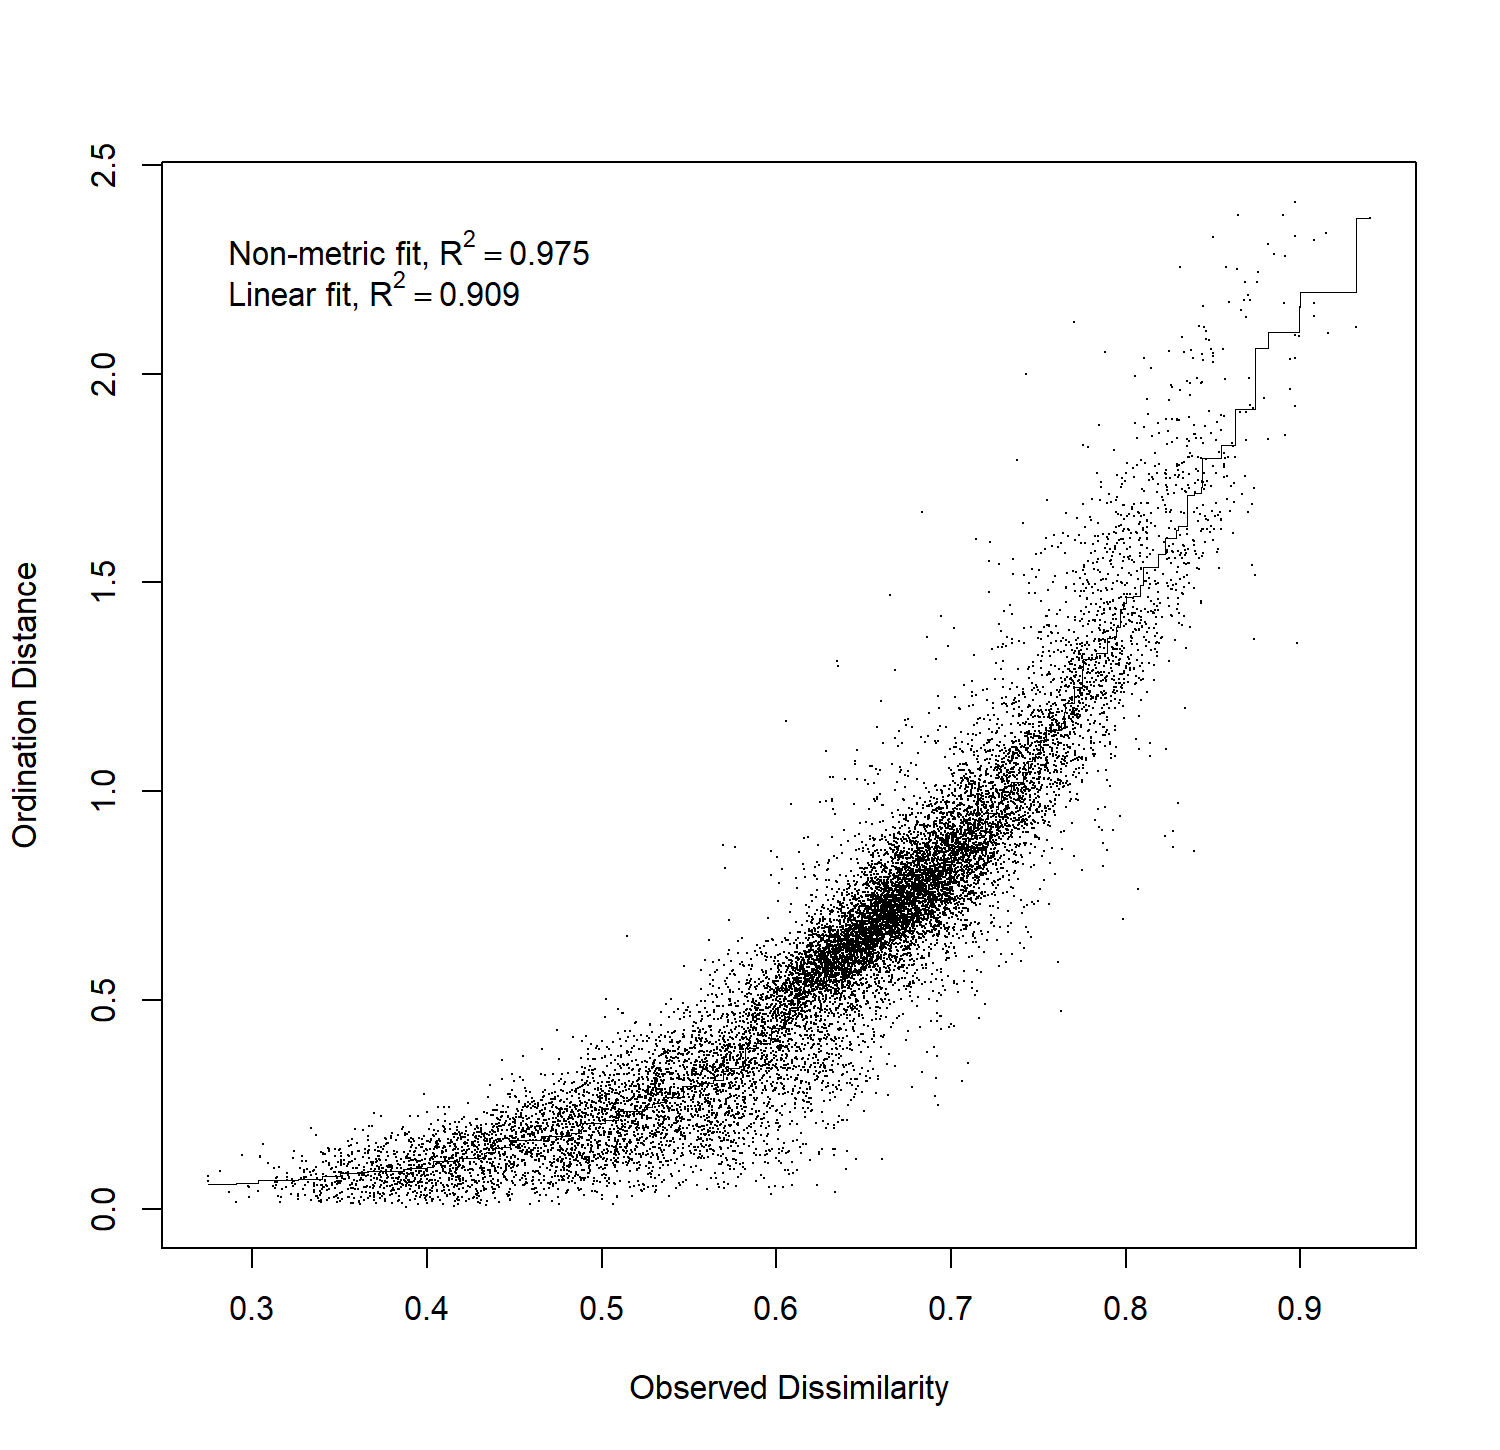 Non-metric fit, R² = 0.975
Linear fit, R² = 0.909
2.5
2.0
1.5
1.0
0.5
0.0
Ordination Distance
0.3 0.4 0.5 0.6 0.7 0.8 0.9
Observed Dissimilarity